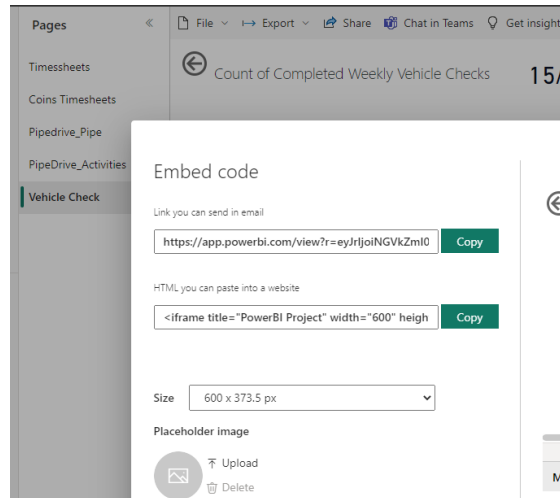 Pages
File
Export
Share
Chat in Teams
Get insight
Timessheets
Coins Timesheets
Pipedrive_Pipe
PipeDrive_Activities
Vehicle Check
Count of Completed Weekly Vehicle Checks
15/
Embed code
Link you can send in email
https://app.powerbi.com/view?r=eyJrIjoiNGVkZmI0
Copy
HTML you can paste into a website
<iframe title="PowerBI Project" width="600" heigh
Copy
Size
600 x 373.5 px
Placeholder image
Upload
Delete
M